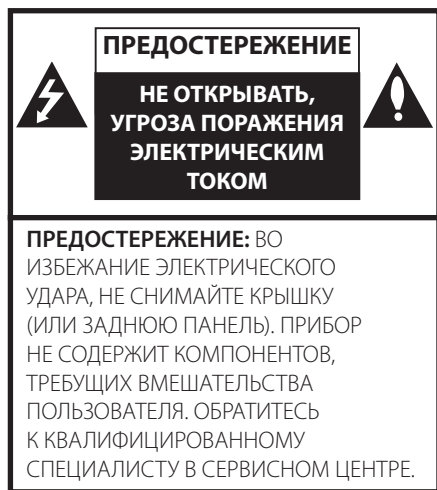 ПРЕДОСТЕРЕЖЕНИЕ
НЕ ОТКРЫВАТЬ,
УГРОЗА ПОРАЖЕНИЯ
ЭЛЕКТРИЧЕСКИМ
ТОКОМ
ПРЕДОСТЕРЕЖЕНИЕ: ВО
ИЗБЕЖАНИЕ ЭЛЕКТРИЧЕСКОГО
УДАРА, НЕ СНИМАЙТЕ КРЫШКУ
(ИЛИ ЗАДНЮЮ ПАНЕЛЬ). ПРИБОР
НЕ СОДЕРЖИТ КОМПОНЕНТОВ,
ТРЕБУЩИХ ВМЕШАТЕЛЬСТВА
ПОЛЬЗОВАТЕЛЯ. ОБРАТИТЕСЬ
К КВАЛИФИЦИРОВАННОМУ
СПЕЦИАЛИСТУ В СЕРВИСНОМ ЦЕНТРЕ.